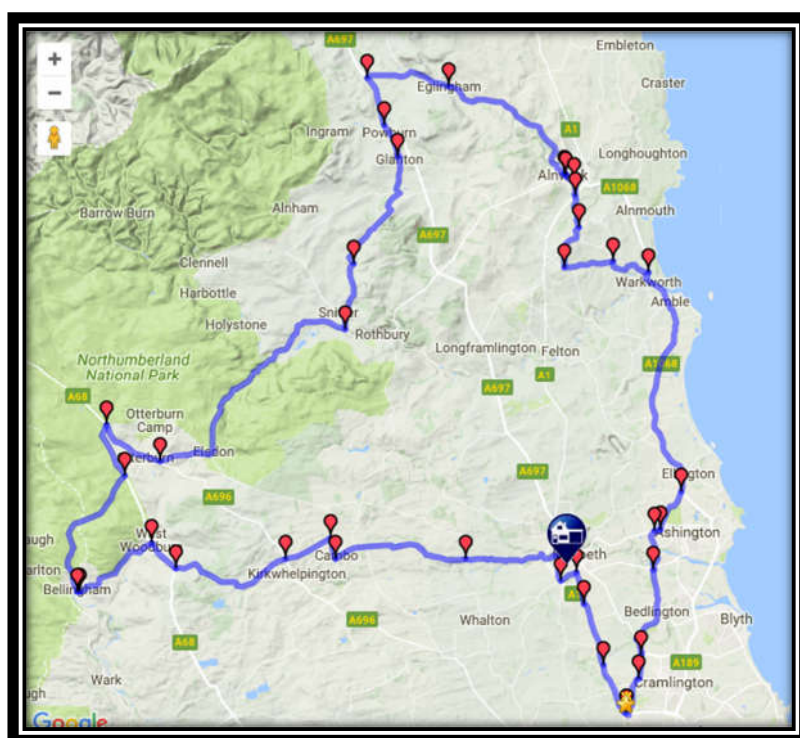 A697
Embleton
+
−
Craster
Eglingham
Ingram
Powburn
A1
Glanton
Longhoughton
Alnwick
A1068
Alnham
Alnmouth
Barrow Burn
A697
Clennell
Warkworth
Harbottle
Amble
Holystone
Rothbury
Longframlington
Felton
Northumberland
National Park
A1068
A1
A697
A68
Otterburn
Camp
Elsdon
A697
Ellington
A696
West
Ashington
Cambo
Kirkwhelpington
Bellingham
Bedlington
Blyth
A696
Whalton
A68
A189
Wark
Cramlington
Google